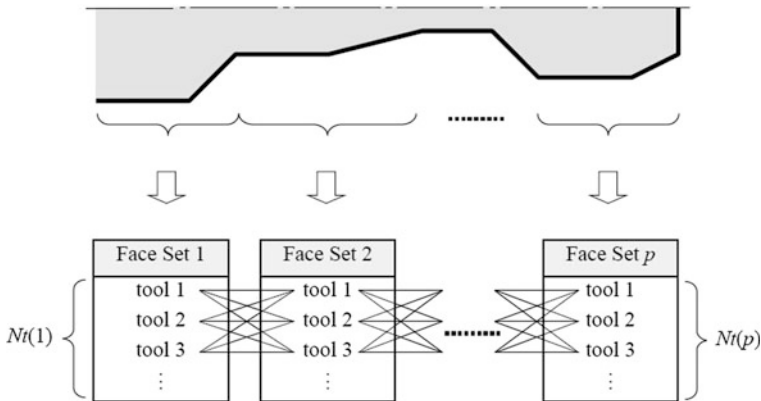 Face Set 1 Face Set 2 Face Set p
tool 1 tool 1 tool 1
tool 2 tool 2 tool 2
tool 3 tool 3 tool 3
Nt(1) Nt(p)